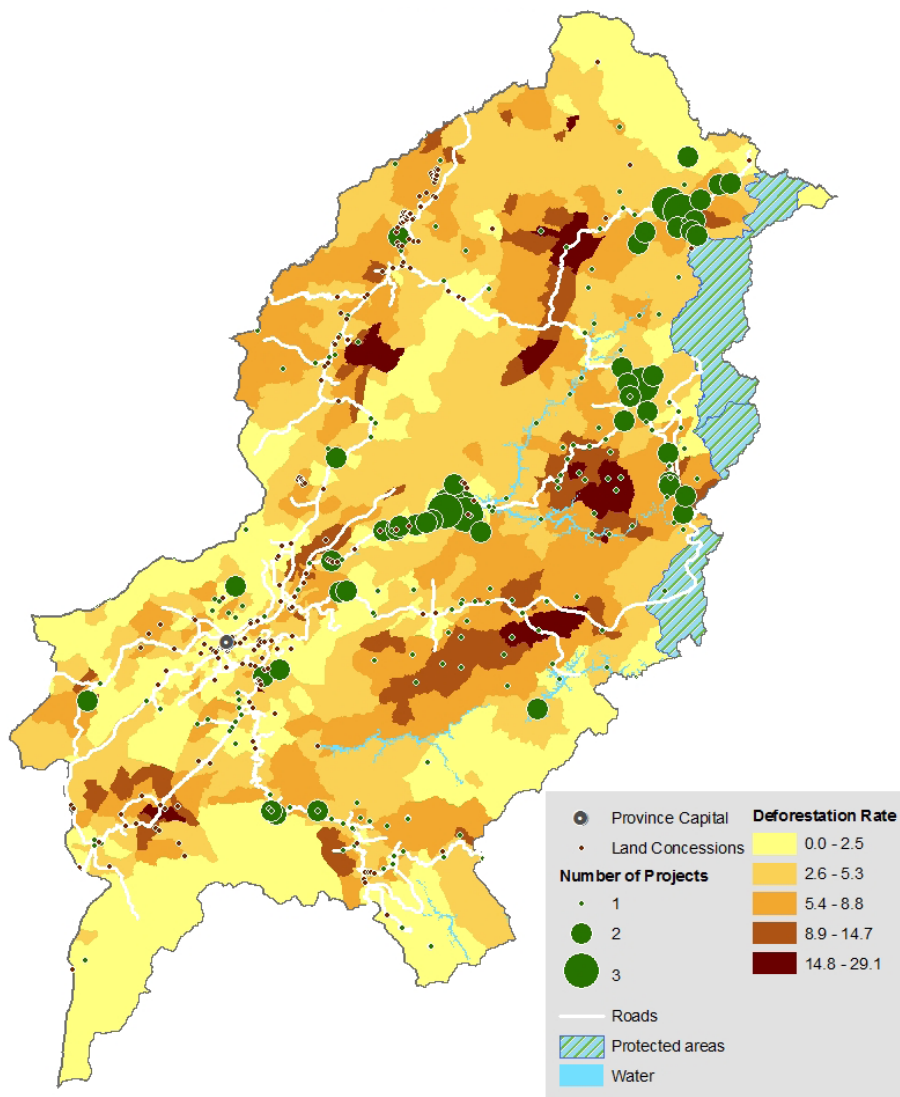 Province Capital
Land Concessions
Number of Projects
1
2
3
Roads
Protected areas
Water
Deforestation Rate
0.0 - 2.5
2.6 - 5.3
5.4 - 8.8
8.9 - 14.7
14.8 - 29.1